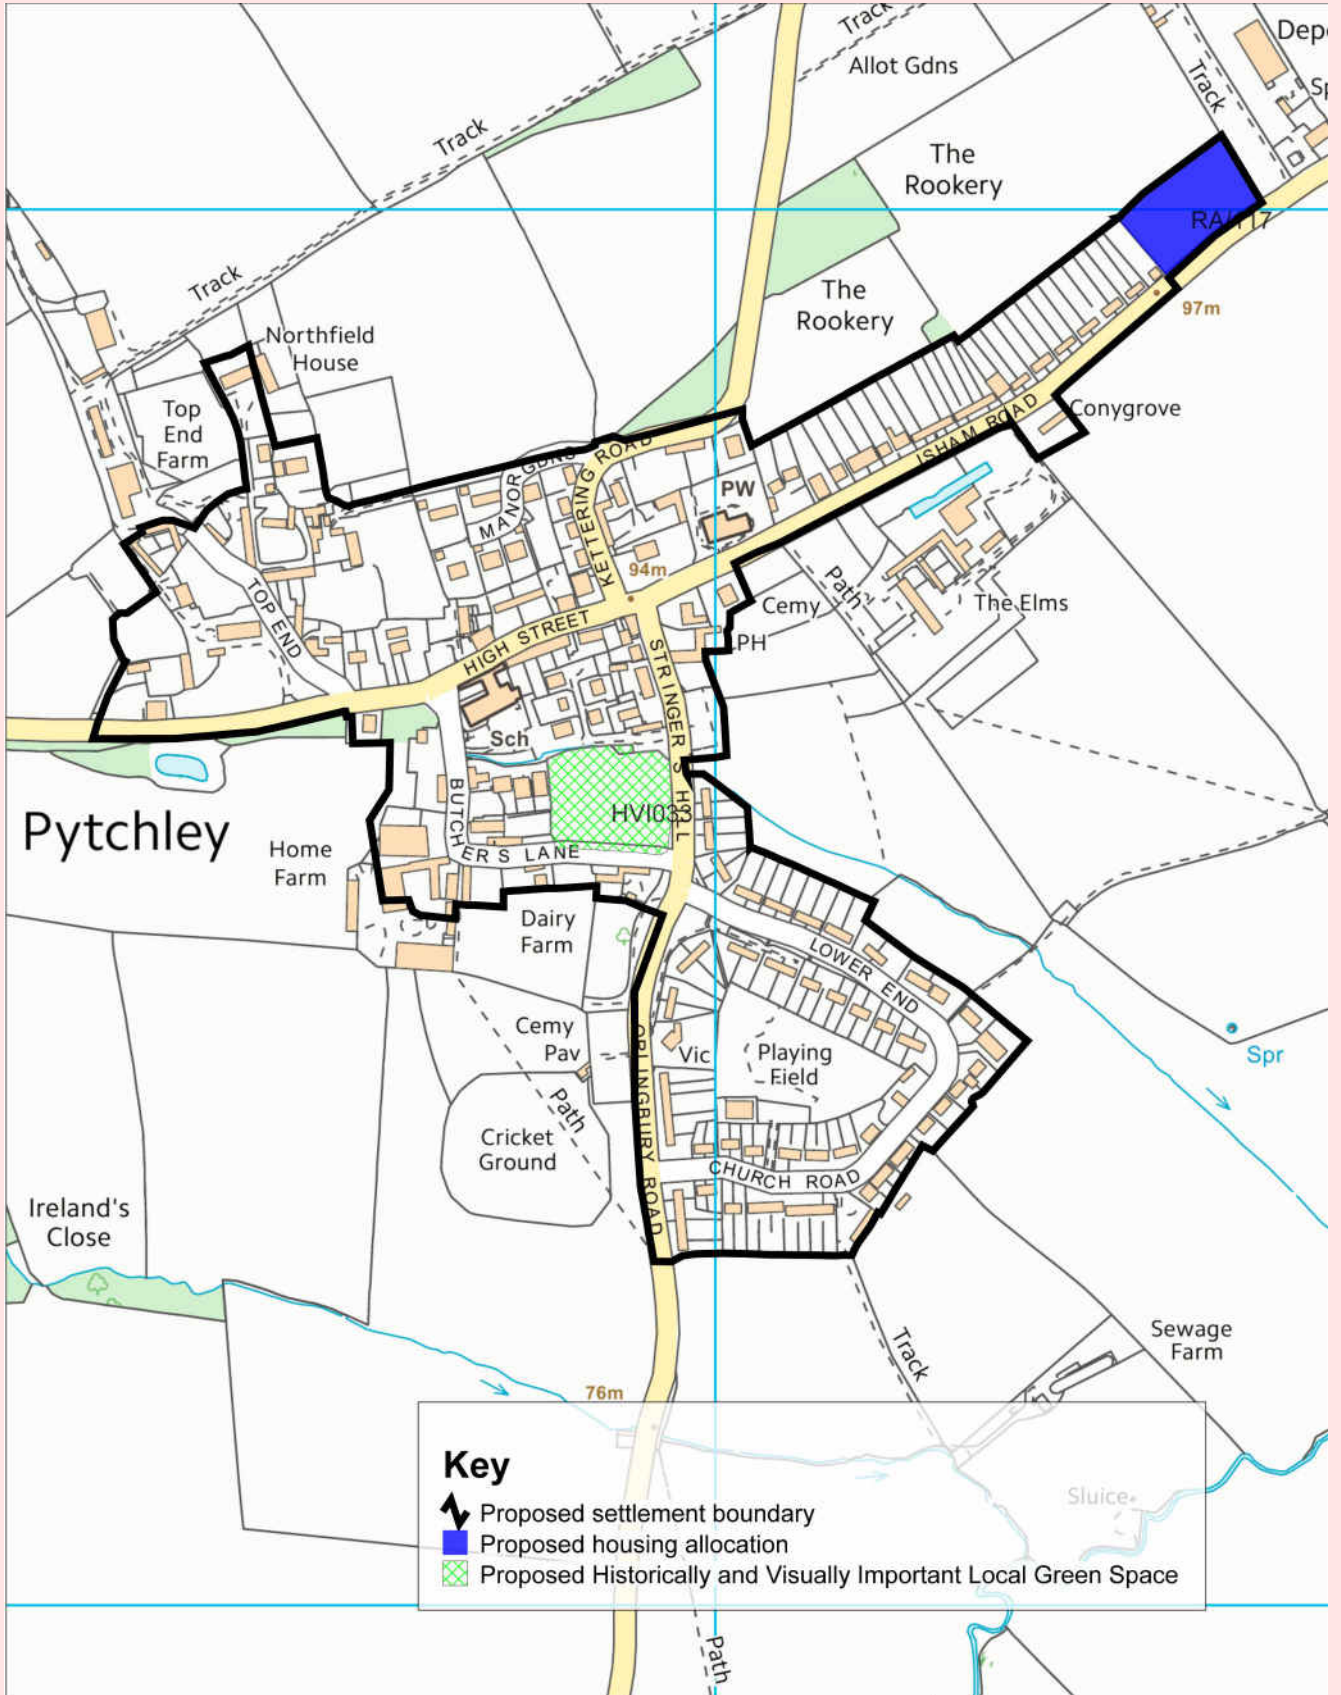 Track
Allot Gdns
Track
Track
The
Rookery
Track
RA/117
The
Rookery
97m
Northfield
House
Top
End
Farm
Conygrove
ISHAM ROAD
MANOR GDNS
KETTERING ROAD
PW
94m
Path
Cemy
The Elms
TOP END
HIGH STREET
PH
STRINGER'S HILL
Sch
HVI033
Pytchley
BUTCHERS LANE
Home
Farm
Dairy
Farm
LOWER END
Cemy
Pav
Vic
Playing
Field
Spr
Path
Cricket
Ground
ORLINGBURY ROAD
CHURCH ROAD
Ireland's
Close
Sewage
Farm
Track
76m
Key
Sluice
Proposed settlement boundary
Proposed housing allocation
Proposed Historically and Visually Important Local Green Space
Path